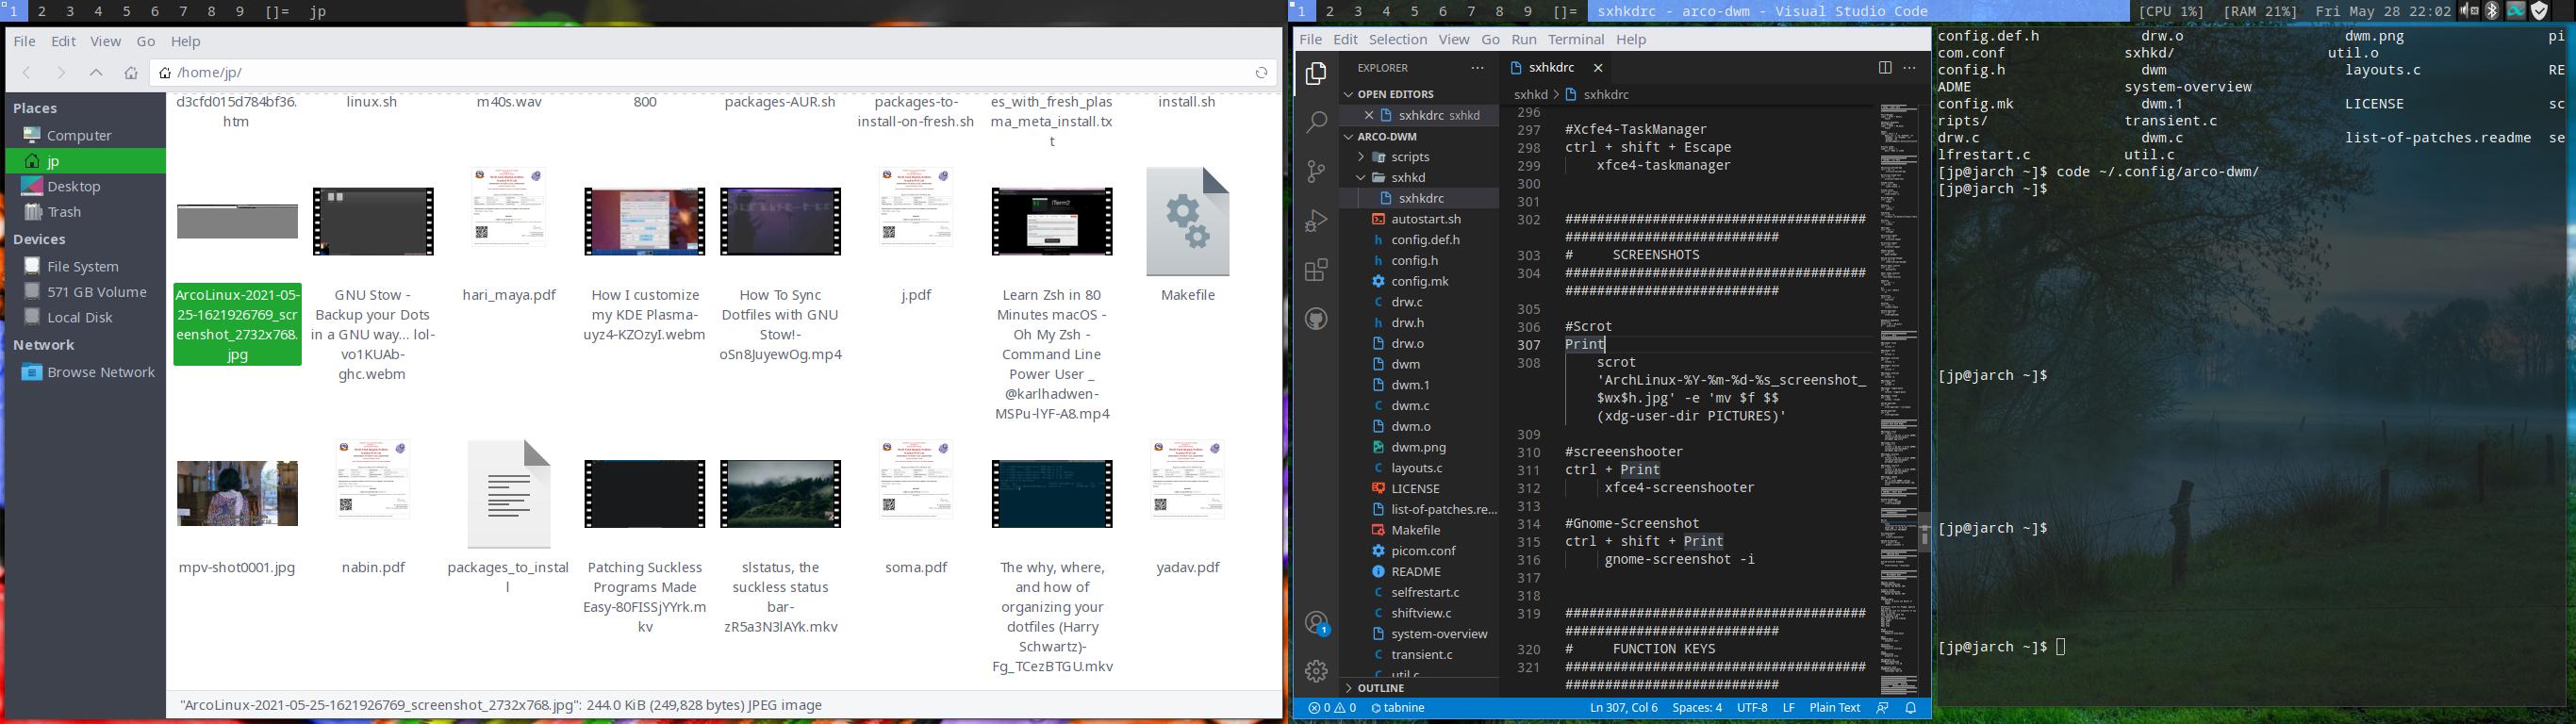 1 2 3 4 5 6 7 8 9 []= jp
File Edit View Go Help
/home/jp/
Places
Computer
jp
Desktop
Trash
Devices
File System
571 GB Volume
Local Disk
Network
Browse Network
d3cfd015d784bf36.
htm
linux.sh
m40s.wav
800
packages-AUR.sh
packages-to-
install-on-fresh.sh
es_with_fresh_plas
ma_meta_install.tx
t
install.sh
ArcoLinux-2021-05-
25-1621926769_scr
eenshot_2732x768.
jpg
GNU Stow -
Backup your Dots
in a GNU way... lol-
vo1KUAb-
ghc.webm
hari_maya.pdf
How I customize
my KDE Plasma-
uyz4-KZOzyI.webm
How To Sync
Dotfiles with GNU
Stow!-
oSn8JuyewOg.mp4
j.pdf
Learn Zsh in 80
Minutes macOS -
Oh My Zsh -
Command Line
Power User _
@karlhadwen-
MSPu-lYF-A8.mp4
Makefile
mpv-shot0001.jpg
nabin.pdf
packages_to_instal
l
Patching Suckless
Programs Made
Easy-80FISSjYYrk.m
kv
slstatus, the
suckless status
bar-
zR5a3N3lAYk.mkv
soma.pdf
The why, where,
and how of
organizing your
dotfiles (Harry
Schwartz)-
Fg_TCezBTGU.mkv
yadav.pdf
"ArcoLinux-2021-05-25-1621926769_screenshot_2732x768.jpg": 244.0 KiB (249,828 bytes) JPEG image
1 2 3 4 5 6 7 8 9 []= sxhkdrc - arco-dwm - Visual Studio Code [CPU 1%] [RAM 21%] Fri May 28 22:02
File Edit Selection View Go Run Terminal Help
EXPLORER ...
OPEN EDITORS
sxhkdrc sxhkd
ARCO-DWM
scripts
sxhkd
sxhkdrc
autostart.sh
config.def.h
config.h
config.mk
drw.c
drw.h
drw.o
dwm
dwm.1
dwm.c
dwm.o
dwm.png
layouts.c
LICENSE
list-of-patches.re...
Makefile
picom.conf
README
selfrestart.c
shiftview.c
system-overview
transient.c
util.c
OUTLINE
1
sxhkdrc
sxhkd > sxhkdrc
296
297 #Xcfe4-TaskManager
298 ctrl + shift + Escape
299 xfce4-taskmanager
300
301
302 ######################################
###########################
303 # SCREENSHOTS
304 ######################################
###########################
305
306 #Scrot
307 Print
308 scrot
'ArchLinux-%Y-%m-%d-%s_screenshot_
$wx$h.jpg' -e 'mv $f $$
(xdg-user-dir PICTURES)'
309
310 #screeenshooter
311 ctrl + Print
312 xfce4-screenshooter
313
314 #Gnome-Screenshot
315 ctrl + shift + Print
316 gnome-screenshot -i
317
318
319 ######################################
###########################
320 # FUNCTION KEYS
321 ######################################
###########################
0 0 tabnine Ln 307, Col 6 Spaces: 4 UTF-8 LF Plain Text
config.def.h drw.o dwm.png pi
com.conf sxhkd/ util.o
config.h dwm layouts.c RE
ADME system-overview
config.mk dwm.1 LICENSE sc
ripts/ transient.c
drw.c dwm.c list-of-patches.readme se
lfrestart.c util.c
[jp@jarch ~]$ code ~/.config/arco-dwm/
[jp@jarch ~]$
[jp@jarch ~]$
[jp@jarch ~]$
[jp@jarch ~]$